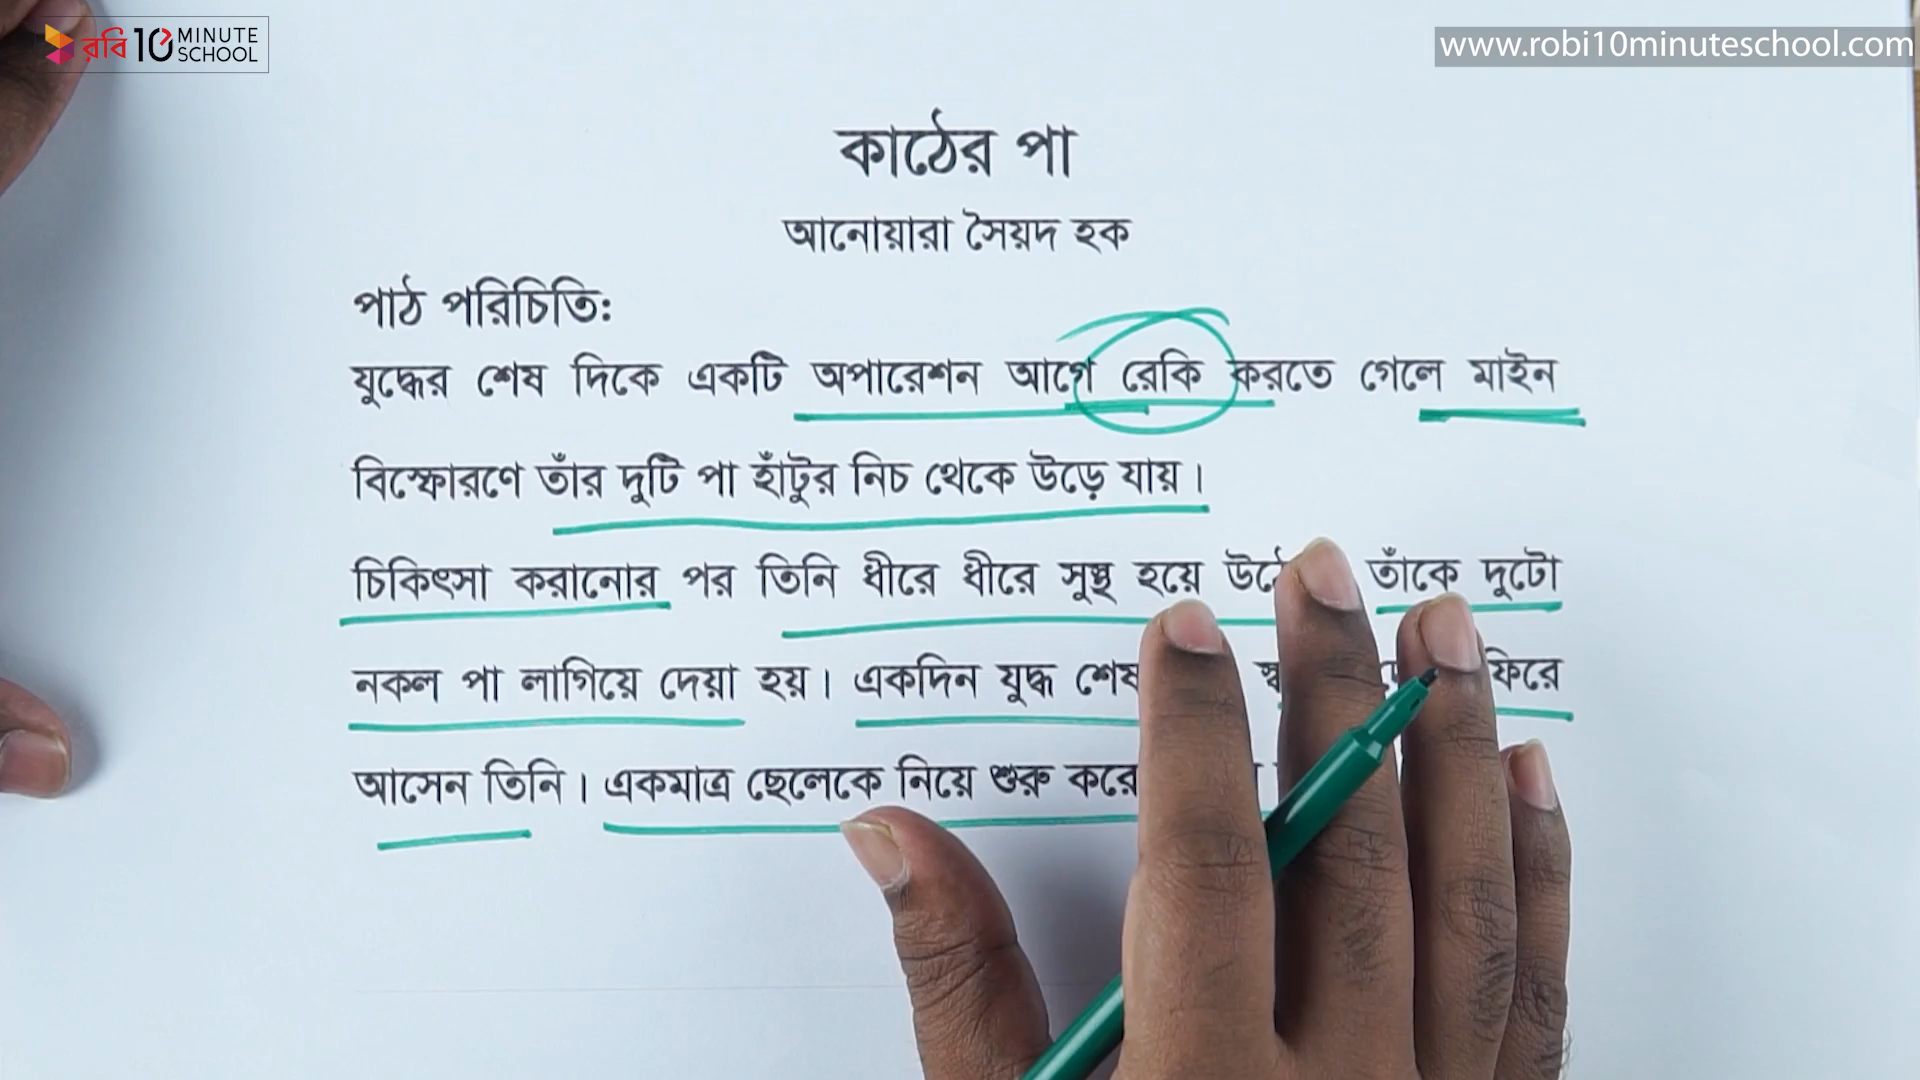 রবি 10 MINUTE SCHOOL
www.robi10minuteschool.com
কাঠের পা
আনোয়ারা সৈয়দ হক
পাঠ পরিচিতি:
যুদ্ধের শেষ দিকে একটি অপারেশন আগে রেকি করতে গেলে মাইন
বিস্ফোরণে তাঁর দুটি পা হাঁটুর নিচ থেকে উড়ে যায়।
চিকিৎসা করানোর পর তিনি ধীরে ধীরে সুস্থ হয়ে তাঁকে দুটো
নকল পা লাগিয়ে দেয়া হয়। একদিন যুদ্ধ শেষ ফিরে
আসেন তিনি। একমাত্র ছেলেকে নিয়ে শুরু করে